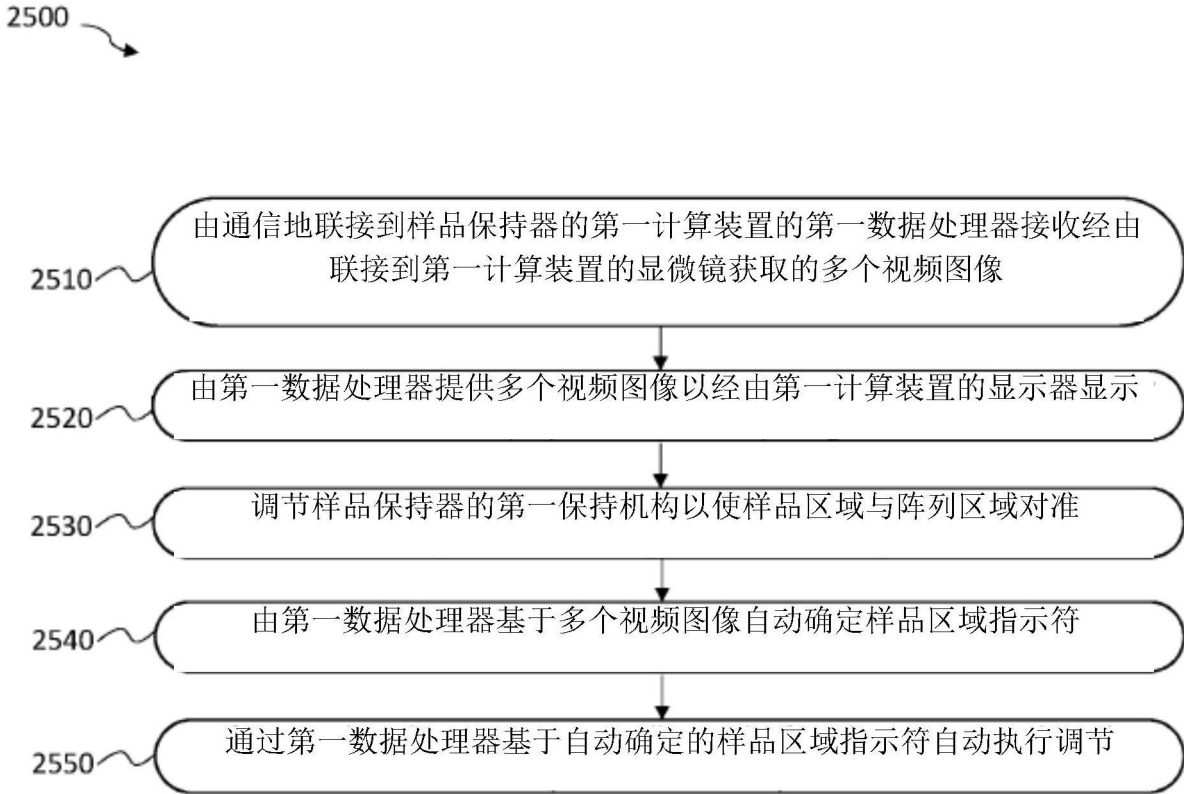 2500
由通信地联接到样品保持器的第一计算装置的第一数据处理器接收经由
联接到第一计算装置的显微镜获取的多个视频图像
2510
由第一数据处理器提供多个视频图像以经由第一计算装置的显示器显示
2520
调节样品保持器的第一保持机构以使样品区域与阵列区域对准
2530
由第一数据处理器基于多个视频图像自动确定样品区域指示符
2540
通过第一数据处理器基于自动确定的样品区域指示符自动执行调节
2550